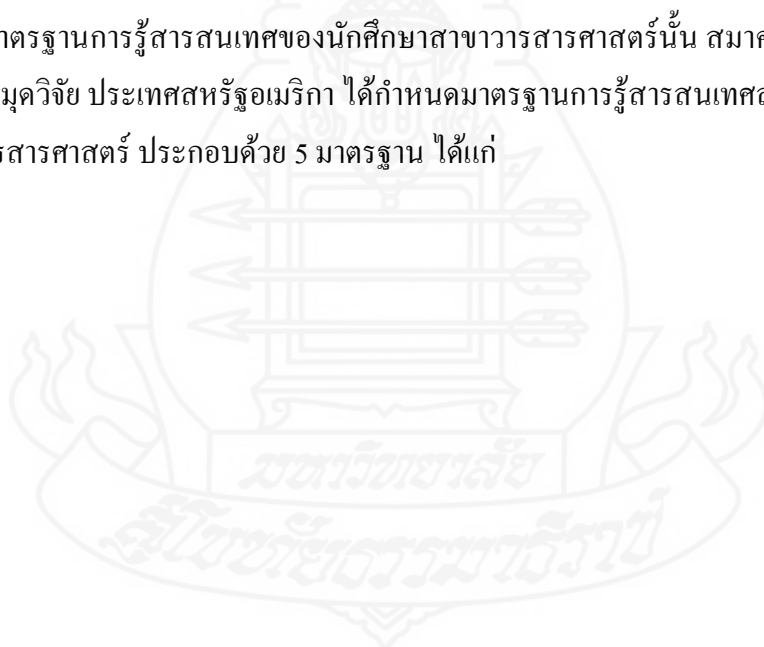 าตรฐานการรู้สารสนเทศของนักศึกษาสาขาวารสารศาสตร์นั้น สมาค
มุดวิจัย ประเทศสหรัฐอเมริกา ได้กำหนดมาตรฐานการรู้สารสนเทศส
รสารศาสตร์ ประกอบด้วย 5 มาตรฐาน ได้แก่
มหาวิทยาลัย
สุโขทัยธรรมาธิราช